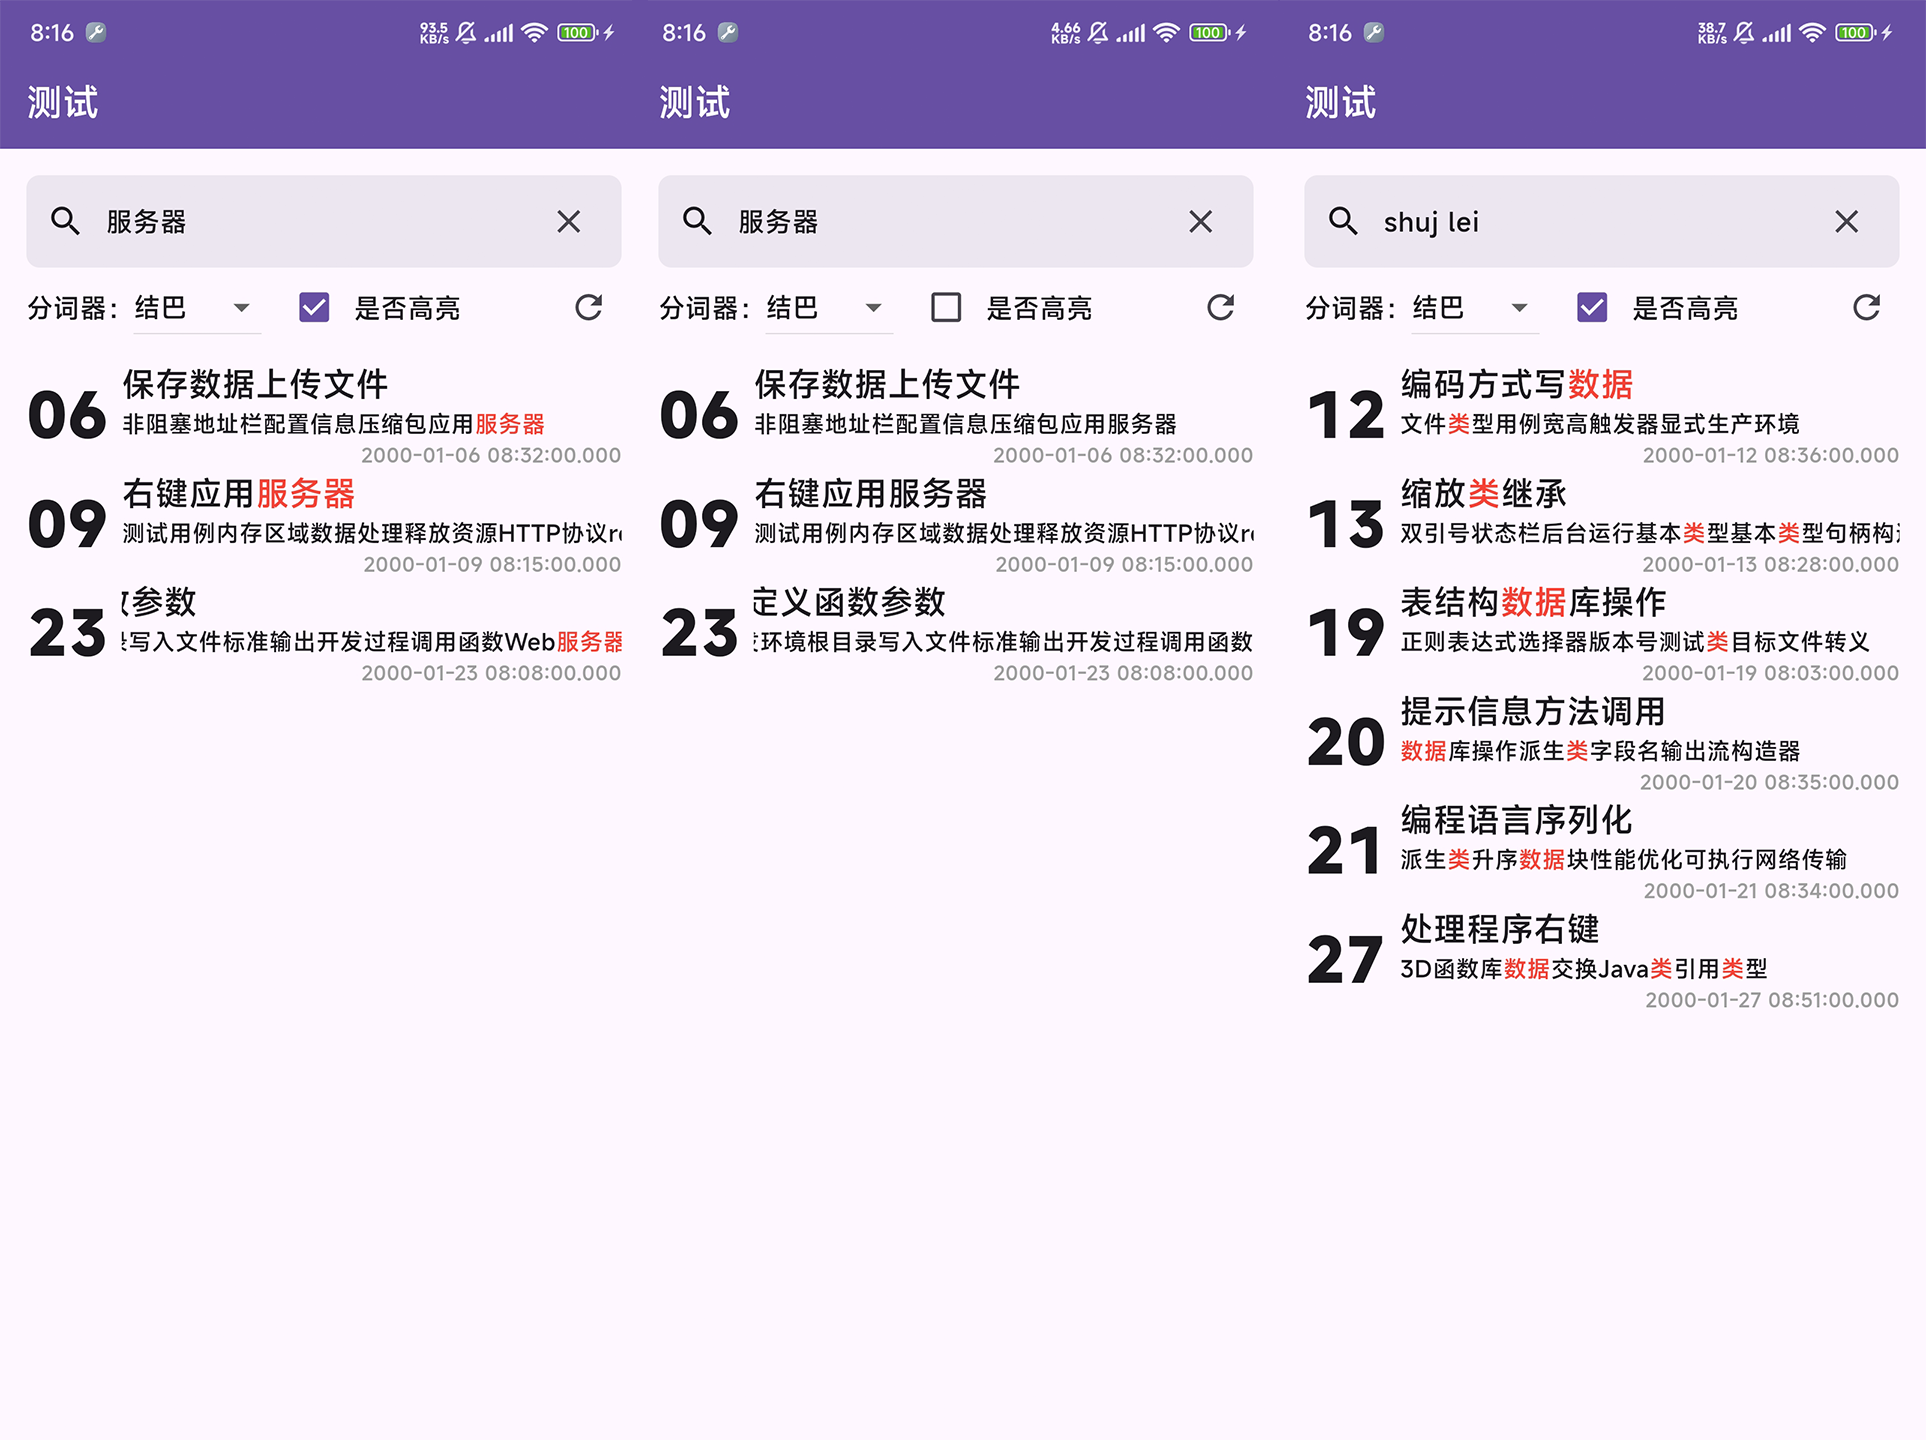 8:16
93.5 KB/s
100
测试
服务器
分词器：
结巴
是否高亮
06
保存数据上传文件
非阻塞地址栏配置信息压缩包应用服务器
2000-01-06 08:32:00.000
09
右键应用服务器
测试用例内存区域数据处理释放资源HTTP协议
2000-01-09 08:15:00.000
23
参数
写入文件标准输出开发过程调用函数Web服务器
2000-01-23 08:08:00.000
8:16
4.66 KB/s
100
测试
服务器
分词器：
结巴
是否高亮
06
保存数据上传文件
非阻塞地址栏配置信息压缩包应用服务器
2000-01-06 08:32:00.000
09
右键应用服务器
测试用例内存区域数据处理释放资源HTTP协议
2000-01-09 08:15:00.000
23
定义函数参数
环境根目录写入文件标准输出开发过程调用函数
2000-01-23 08:08:00.000
8:16
38.7 KB/s
100
测试
shuj lei
分词器：
结巴
是否高亮
12
编码方式写数据
文件类型用例宽高触发器显式生产环境
2000-01-12 08:36:00.000
13
缩放类继承
双引号状态栏后台运行基本类型基本类型句柄构
2000-01-13 08:28:00.000
19
表结构数据库操作
正则表达式选择器版本号测试类目标文件转义
2000-01-19 08:03:00.000
20
提示信息方法调用
数据库操作派生类字段名输出流构造器
2000-01-20 08:35:00.000
21
编程语言序列化
派生类升序数据块性能优化可执行网络传输
2000-01-21 08:34:00.000
27
处理程序右键
3D函数库数据交换Java类引用类型
2000-01-27 08:51:00.000